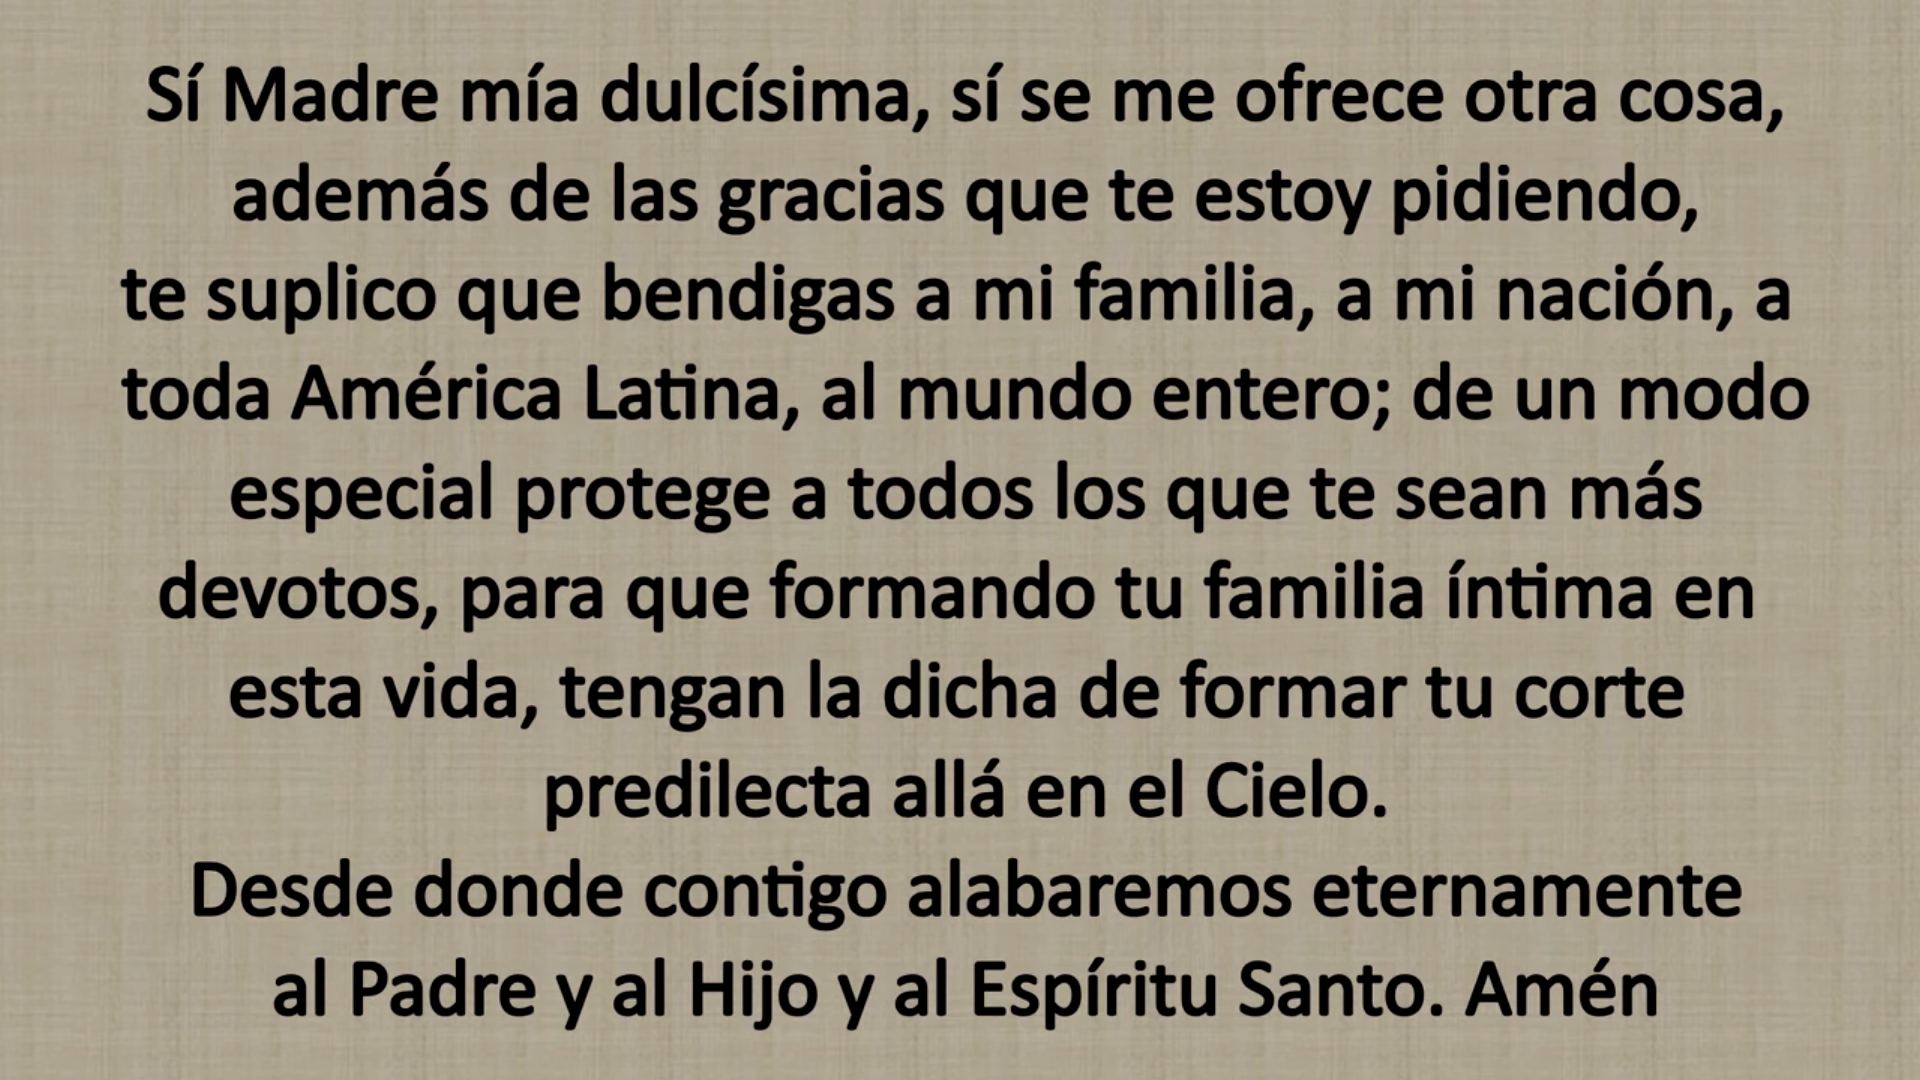 Sí Madre mía dulcísima, sí se me ofrece otra cosa,
además de las gracias que te estoy pidiendo,
te suplico que bendigas a mi familia, a mi nación, a
toda América Latina, al mundo entero; de un modo
especial protege a todos los que te sean más
devotos, para que formando tu familia íntima en
esta vida, tengan la dicha de formar tu corte
predilecta allá en el Cielo.
Desde donde contigo alabaremos eternamente
al Padre y al Hijo y al Espíritu Santo. Amén